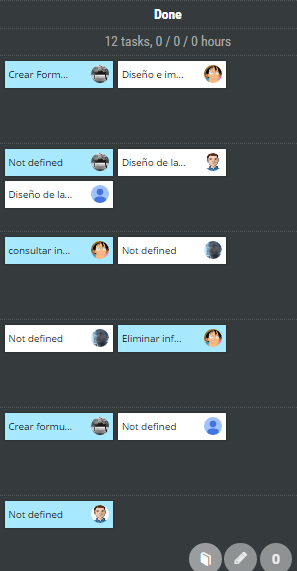 Done
12 tasks, 0 / 0 / 0 hours
Crear Form... Diseño e im...
Not defined Diseño de la...
Diseño de la...
consultar in... Not defined
Not defined Eliminar inf...
Crear formu... Not defined
Not defined
0